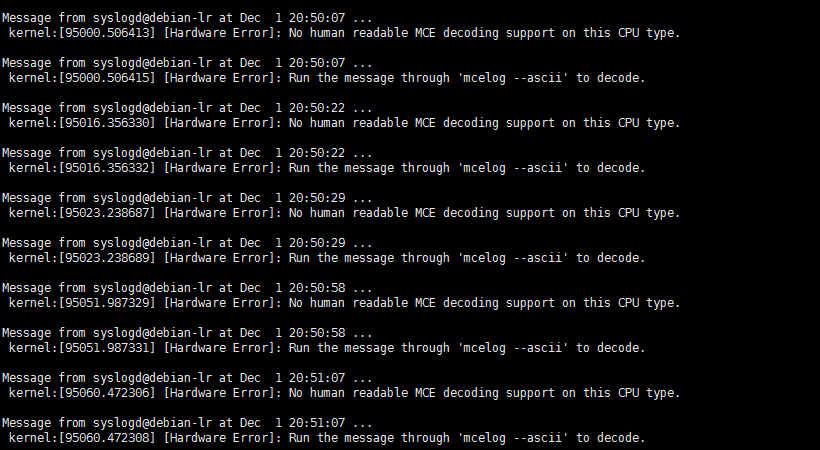 Message from syslogd@debian-lr at Dec  1 20:50:07 ...
 kernel:[95000.506413] [Hardware Error]: No human readable MCE decoding support on this CPU type.

Message from syslogd@debian-lr at Dec  1 20:50:07 ...
 kernel:[95000.506415] [Hardware Error]: Run the message through 'mcelog --ascii' to decode.

Message from syslogd@debian-lr at Dec  1 20:50:22 ...
 kernel:[95016.356330] [Hardware Error]: No human readable MCE decoding support on this CPU type.

Message from syslogd@debian-lr at Dec  1 20:50:22 ...
 kernel:[95016.356332] [Hardware Error]: Run the message through 'mcelog --ascii' to decode.

Message from syslogd@debian-lr at Dec  1 20:50:29 ...
 kernel:[95023.238687] [Hardware Error]: No human readable MCE decoding support on this CPU type.

Message from syslogd@debian-lr at Dec  1 20:50:29 ...
 kernel:[95023.238689] [Hardware Error]: Run the message through 'mcelog --ascii' to decode.

Message from syslogd@debian-lr at Dec  1 20:50:58 ...
 kernel:[95051.987329] [Hardware Error]: No human readable MCE decoding support on this CPU type.

Message from syslogd@debian-lr at Dec  1 20:50:58 ...
 kernel:[95051.987331] [Hardware Error]: Run the message through 'mcelog --ascii' to decode.

Message from syslogd@debian-lr at Dec  1 20:51:07 ...
 kernel:[95060.472306] [Hardware Error]: No human readable MCE decoding support on this CPU type.

Message from syslogd@debian-lr at Dec  1 20:51:07 ...
 kernel:[95060.472308] [Hardware Error]: Run the message through 'mcelog --ascii' to decode.